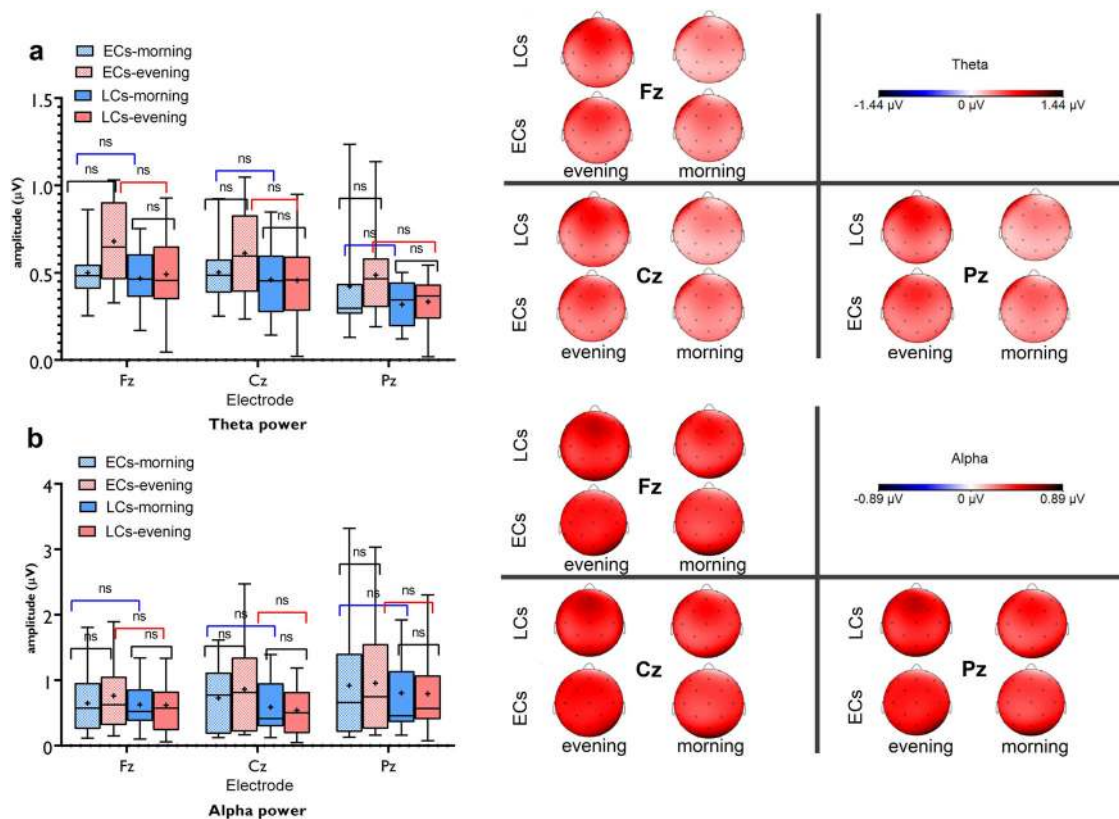 a
ECs-morning
ECs-evening
LCs-morning
LCs-evening
1.5
1.0
0.5
0.0
amplitude (μV)
ns
ns
ns
ns
ns
ns
ns
ns
ns
ns
ns
ns
Fz
Cz
Pz
Electrode
Theta power
LCs
ECs
Fz
evening
morning
Theta
-1.44 μV
0 μV
1.44 μV
LCs
ECs
Cz
evening
morning
LCs
ECs
Pz
evening
morning
b
ECs-morning
ECs-evening
LCs-morning
LCs-evening
4
3
2
1
0
amplitude (μV)
ns
ns
ns
ns
ns
ns
ns
ns
ns
ns
ns
ns
Fz
Cz
Pz
Electrode
Alpha power
LCs
ECs
Fz
evening
morning
Alpha
-0.89 μV
0 μV
0.89 μV
LCs
ECs
Cz
evening
morning
LCs
ECs
Pz
evening
morning